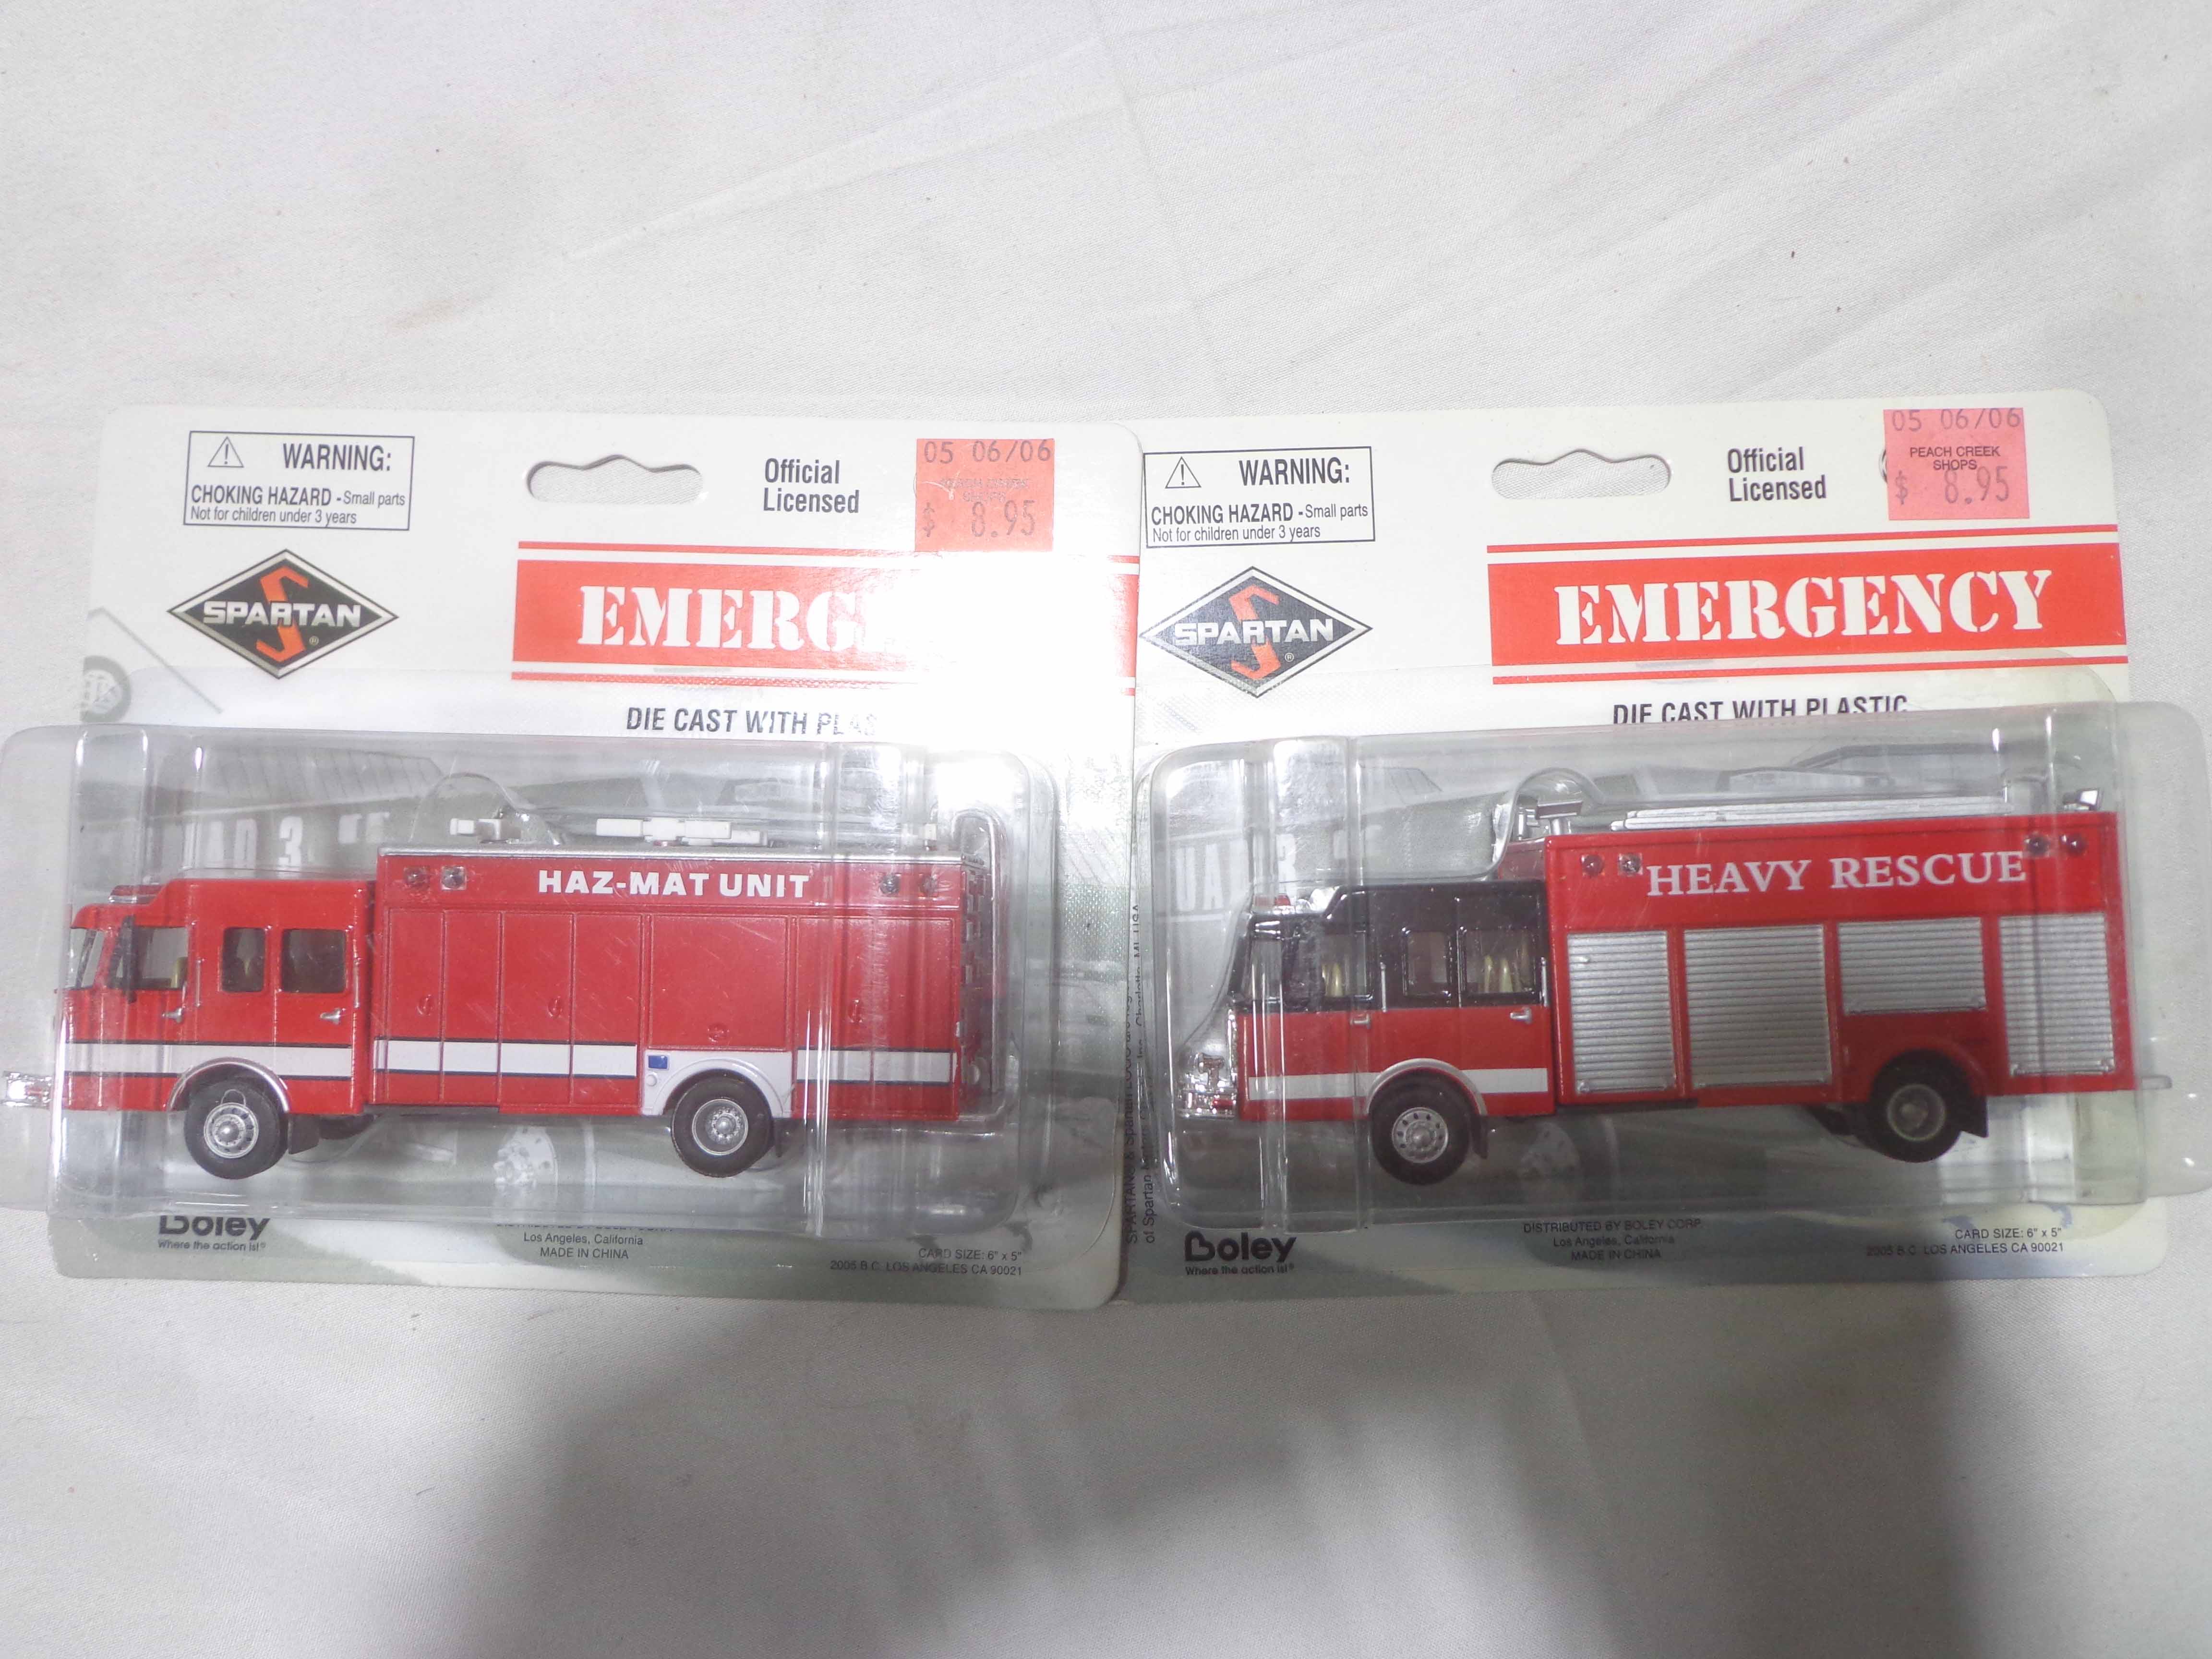 WARNING:
CHOKING HAZARD - Small parts
Not for children under 3 years
Official
Licensed
05 06/06
$ 8.95
SPARTAN
®
EMERG
DIE CAST WITH PLAS
HAZ-MAT UNIT
Boley
Where the action is!®
Los Angeles, California
MADE IN CHINA
CARD SIZE: 6" x 5"
2005 B.C. LOS ANGELES CA 90021
WARNING:
CHOKING HAZARD - Small parts
Not for children under 3 years
Official
Licensed
05 06/06
PEACH CREEK
SHOPS
$ 8.95
SPARTAN
®
EMERGENCY
DIE CAST WITH PLASTIC
HEAVY RESCUE
of Spartan
Boley
Where the action is!®
DISTRIBUTED BY BOLEY CORP.
Los Angeles, California
MADE IN CHINA
CARD SIZE: 6" x 5"
2005 B.C. LOS ANGELES CA 90021